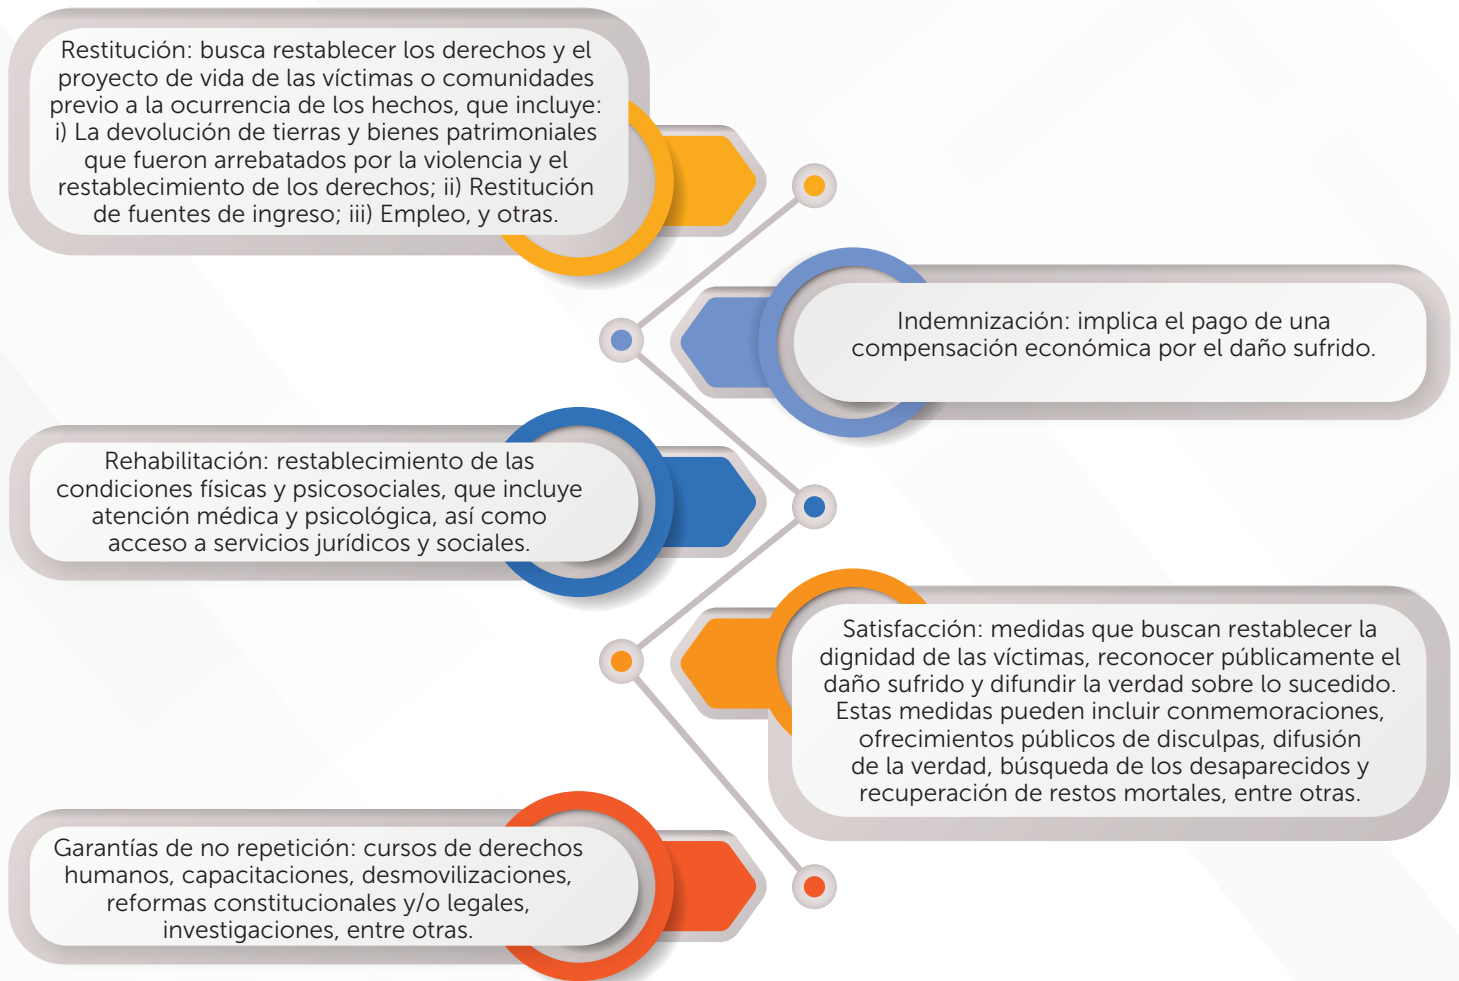 Restitución: busca restablecer los derechos y el
proyecto de vida de las víctimas o comunidades
previo a la ocurrencia de los hechos, que incluye:
i) La devolución de tierras y bienes patrimoniales
que fueron arrebatados por la violencia y el
restablecimiento de los derechos; ii) Restitución
de fuentes de ingreso; iii) Empleo, y otras.
Indemnización: implica el pago de una
compensación económica por el daño sufrido.
Rehabilitación: restablecimiento de las
condiciones físicas y psicosociales, que incluye
atención médica y psicológica, así como
acceso a servicios jurídicos y sociales.
Satisfacción: medidas que buscan restablecer la
dignidad de las víctimas, reconocer públicamente el
daño sufrido y difundir la verdad sobre lo sucedido.
Estas medidas pueden incluir conmemoraciones,
ofrecimientos públicos de disculpas, difusión
de la verdad, búsqueda de los desaparecidos y
recuperación de restos mortales, entre otras.
Garantías de no repetición: cursos de derechos
humanos, capacitaciones, desmovilizaciones,
reformas constitucionales y/o legales,
investigaciones, entre otras.